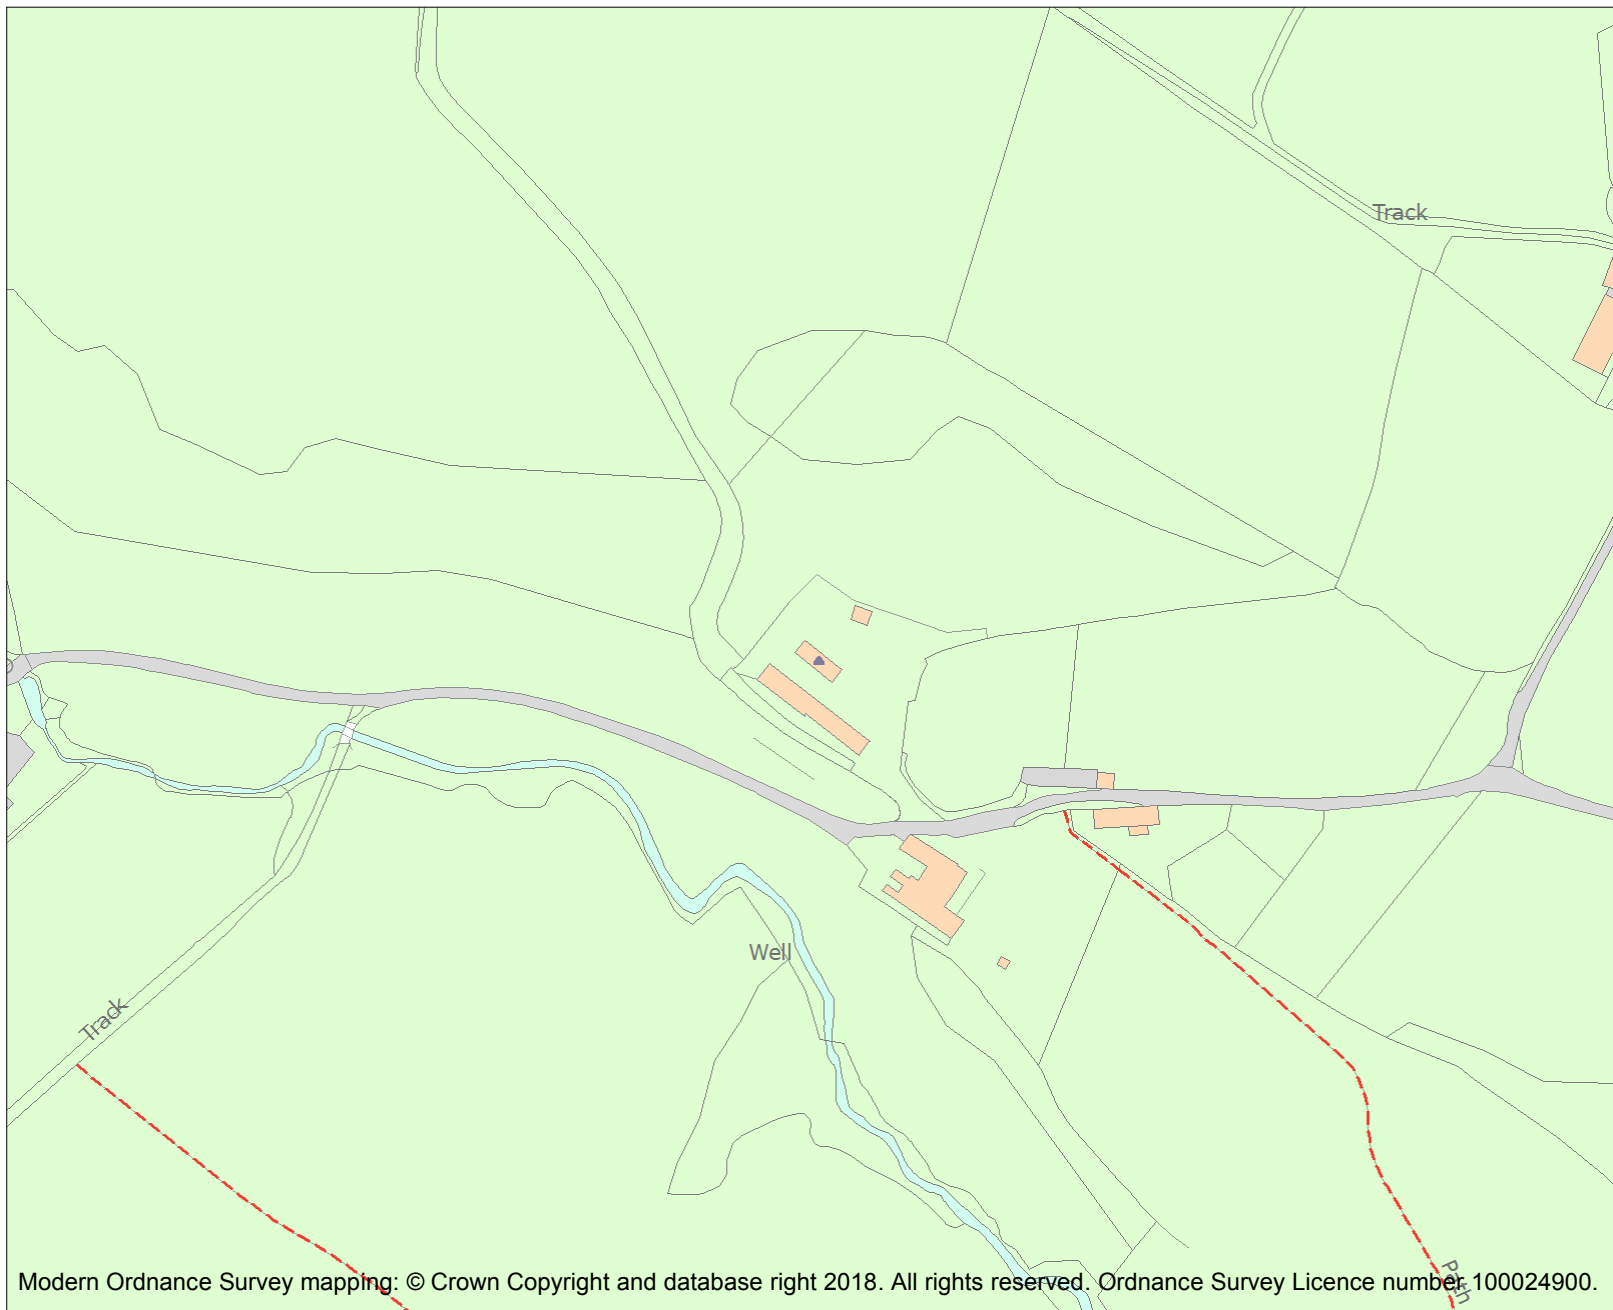 Track
Well
Track
Path
Modern Ordnance Survey mapping: © Crown Copyright and database right 2018. All rights reserved. Ordnance Survey Licence number 100024900.